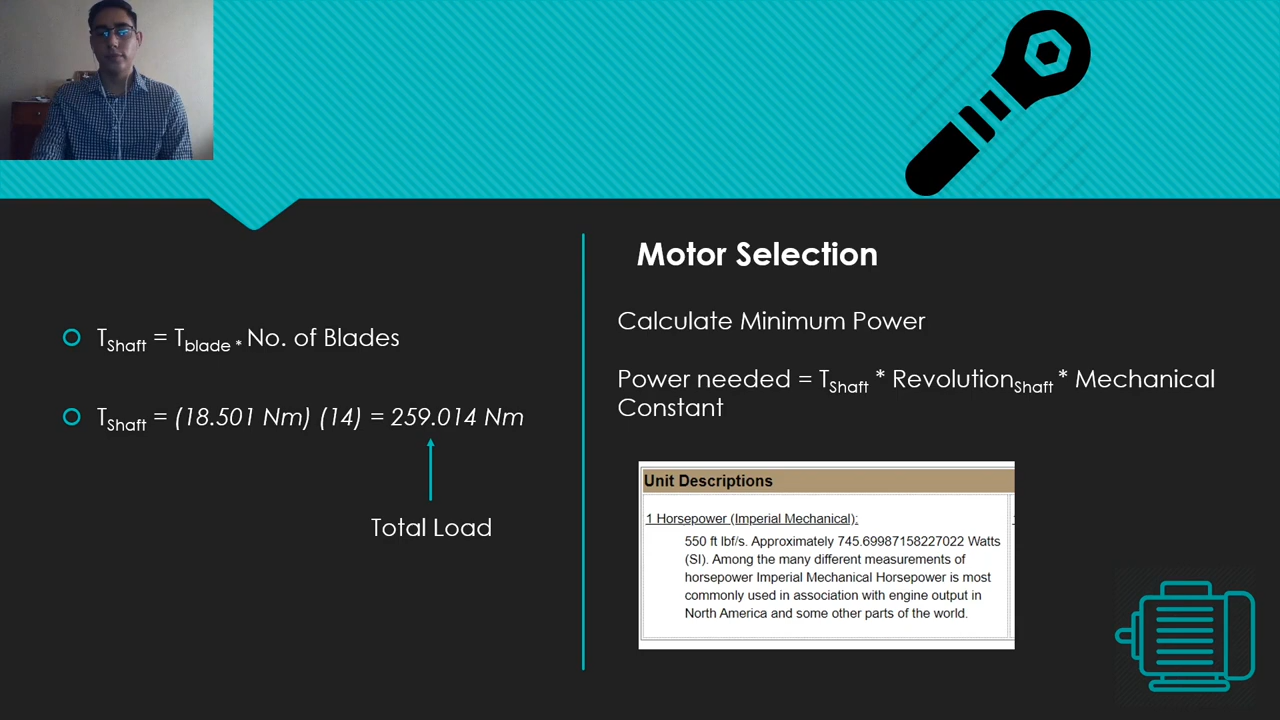 T_Shaft = T_blade * No. of Blades
T_Shaft = (18.501 Nm) (14) = 259.014 Nm
Total Load
Motor Selection
Calculate Minimum Power
Power needed = T_Shaft * Revolution_Shaft * Mechanical
Constant
Unit Descriptions
1 Horsepower (Imperial Mechanical):
550 ft lbf/s. Approximately 745.69987158227022 Watts
(SI). Among the many different measurements of
horsepower Imperial Mechanical Horsepower is most
commonly used in association with engine output in
North America and some other parts of the world.